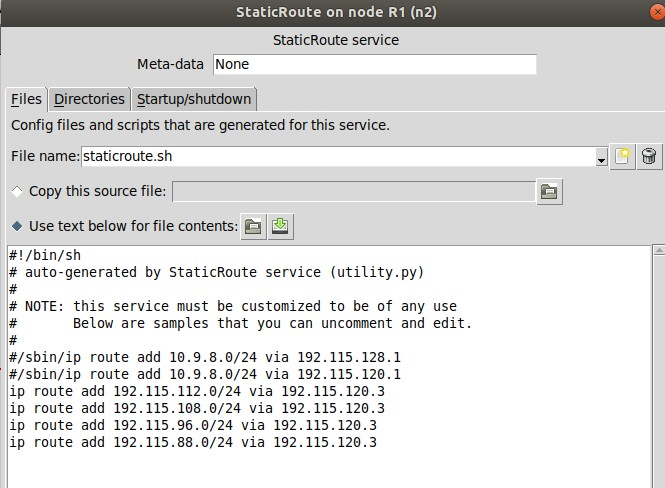 StaticRoute on node R1 (n2)
StaticRoute service
Meta-data None
Files Directories Startup/shutdown
Config files and scripts that are generated for this service.
File name: staticroute.sh
Copy this source file:
Use text below for file contents:
#!/bin/sh
# auto-generated by StaticRoute service (utility.py)
#
# NOTE: this service must be customized to be of any use
#       Below are samples that you can uncomment and edit.
#
#/sbin/ip route add 10.9.8.0/24 via 192.115.128.1
#/sbin/ip route add 10.9.8.0/24 via 192.115.120.1
ip route add 192.115.112.0/24 via 192.115.120.3
ip route add 192.115.108.0/24 via 192.115.120.3
ip route add 192.115.96.0/24 via 192.115.120.3
ip route add 192.115.88.0/24 via 192.115.120.3